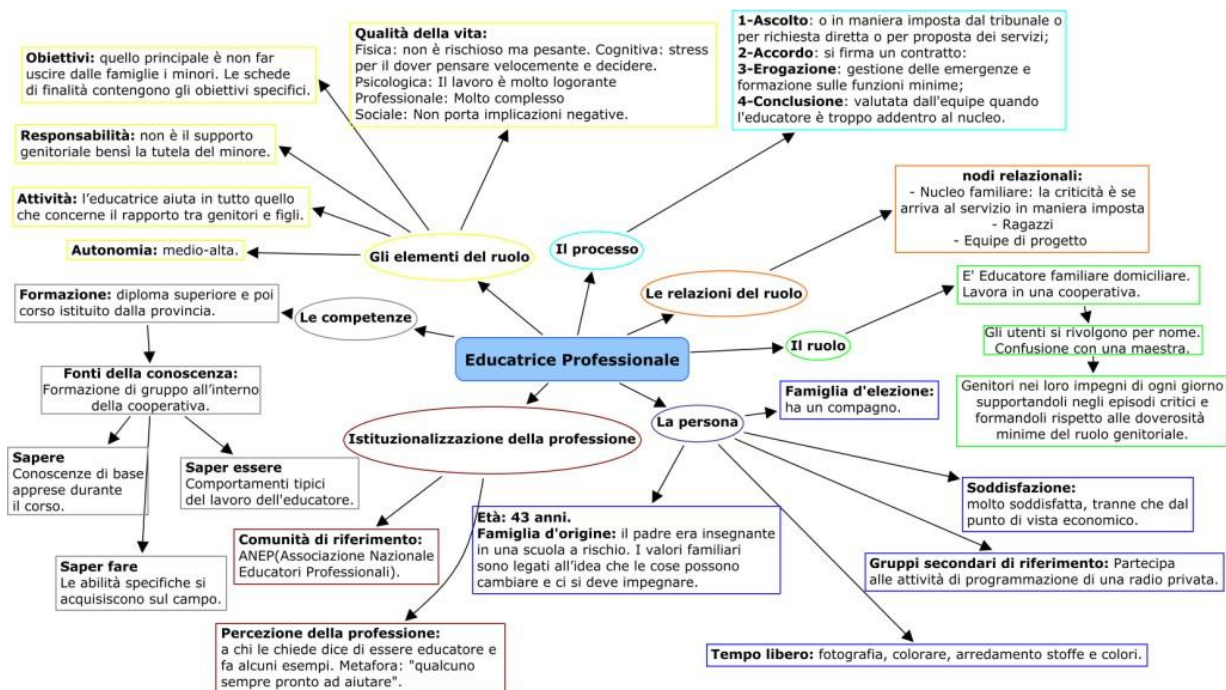 Obiettivi: quello principale è non far
uscire dalle famiglie i minori. Le schede
di finalità contengono gli obiettivi specifici.
Qualità della vita:
Fisica: non è rischioso ma pesante. Cognitiva: stress
per il dover pensare velocemente e decidere.
Psicologica: Il lavoro è molto logorante
Professionale: Molto complesso
Sociale: Non porta implicazioni negative.
1-Ascolto: o in maniera imposta dal tribunale o
per richiesta diretta o per proposta dei servizi;
2-Accordo: si firma un contratto:
3-Erogazione: gestione delle emergenze e
formazione sulle funzioni minime;
4-Conclusione: valutata dall'equipe quando
l'educatore è troppo addentro al nucleo.
Responsabilità: non è il supporto
genitoriale bensì la tutela del minore.
Attività: l'educatrice aiuta in tutto quello
che concerne il rapporto tra genitori e figli.
Autonomia: medio-alta.
Gli elementi del ruolo
Il processo
nodi relazionali:
- Nucleo familiare: la criticità è se
arriva al servizio in maniera imposta
- Ragazzi
- Equipe di progetto
Le relazioni del ruolo
E' Educatore familiare domiciliare.
Lavora in una cooperativa.
Formazione: diploma superiore e poi
corso istituito dalla provincia.
Le competenze
Il ruolo
Gli utenti si rivolgono per nome.
Confusione con una maestra.
Educatrice Professionale
Fonti della conoscenza:
Formazione di gruppo all'interno
della cooperativa.
Famiglia d'elezione:
ha un compagno.
Genitori nei loro impegni di ogni giorno
supportandoli negli episodi critici e
formandoli rispetto alle doverosità
minime del ruolo genitoriale.
La persona
Istituzionalizzazione della professione
Sapere
Conoscenze di base
apprese durante
il corso.
Saper essere
Comportamenti tipici
del lavoro dell'educatore.
Soddisfazione:
molto soddisfatta, tranne che dal
punto di vista economico.
Età: 43 anni.
Famiglia d'origine: il padre era insegnante
in una scuola a rischio. I valori familiari
sono legati all'idea che le cose possono
cambiare e ci si deve impegnare.
Comunità di riferimento:
ANEP(Associazione Nazionale
Educatori Professionali).
Gruppi secondari di riferimento: Partecipa
alle attività di programmazione di una radio privata.
Saper fare
Le abilità specifiche si
acquisiscono sul campo.
Percezione della professione:
a chi le chiede dice di essere educatore e
fa alcuni esempi. Metafora: "qualcuno
sempre pronto ad aiutare".
Tempo libero: fotografia, colorare, arredamento stoffe e colori.